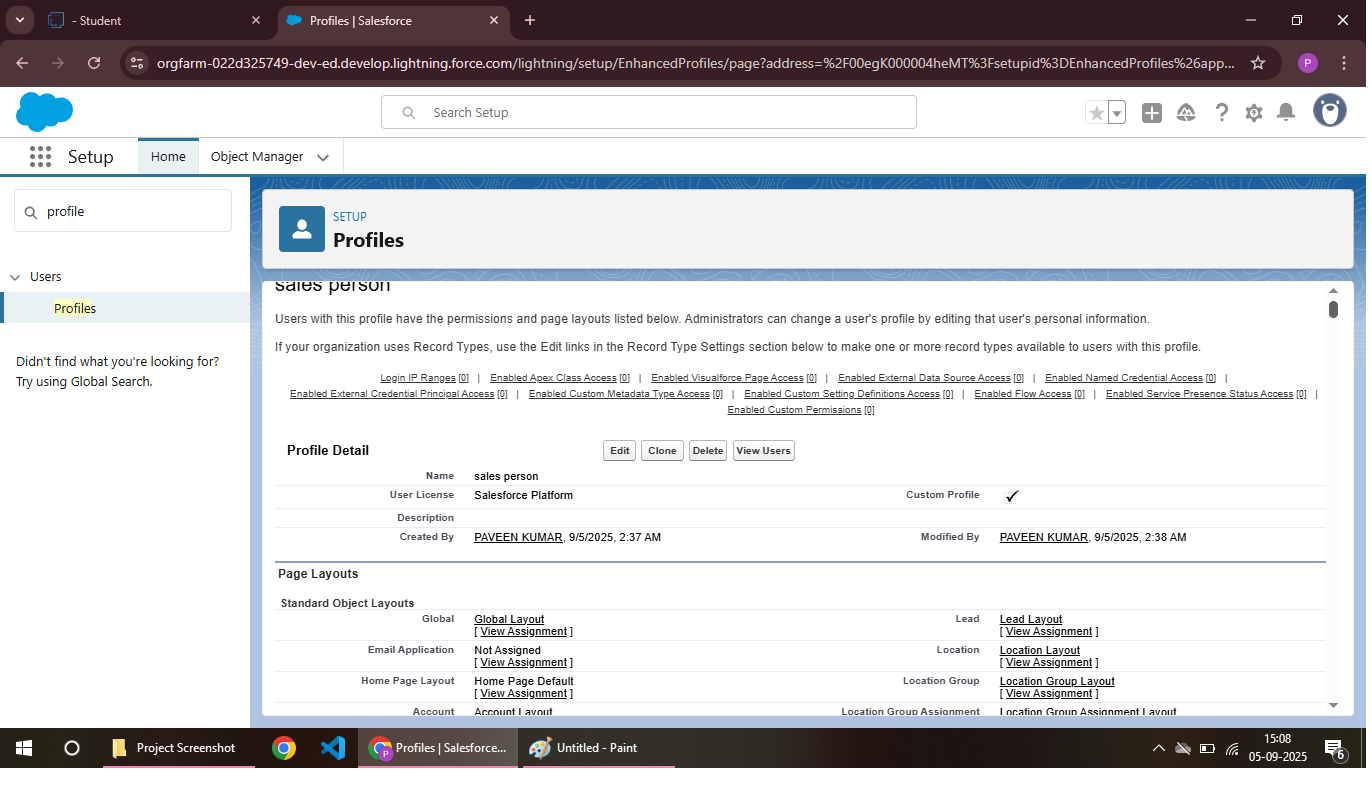 - Student
Profiles | Salesforce
orgfarm-022d325749-dev-ed.develop.lightning.force.com/lightning/setup/EnhancedProfiles/page?address=%2F00egK000004heMT%3Fsetupid%3DEnhancedProfiles%26app...
P
Search Setup
Setup
Home
Object Manager
profile
Users
Profiles
Didn't find what you're looking for?
Try using Global Search.
SETUP
Profiles
sales person
Users with this profile have the permissions and page layouts listed below. Administrators can change a user's profile by editing that user's personal information.
If your organization uses Record Types, use the Edit links in the Record Type Settings section below to make one or more record types available to users with this profile.
Login IP Ranges [0] | Enabled Apex Class Access [0] | Enabled Visualforce Page Access [0] | Enabled External Data Source Access [0] | Enabled Named Credential Access [0] |
Enabled External Credential Principal Access [0] | Enabled Custom Metadata Type Access [0] | Enabled Custom Setting Definitions Access [0] | Enabled Flow Access [0] | Enabled Service Presence Status Access [0] |
Enabled Custom Permissions [0]
Profile Detail Edit Clone Delete View Users
Name sales person
User License Salesforce Platform Custom Profile
Description
Created By PAVEEN KUMAR, 9/5/2025, 2:37 AM Modified By PAVEEN KUMAR, 9/5/2025, 2:38 AM
Page Layouts
Standard Object Layouts
Global Global Layout Lead Lead Layout
[ View Assignment ] [ View Assignment ]
Email Application Not Assigned Location Location Layout
[ View Assignment ] [ View Assignment ]
Home Page Layout Home Page Default Location Group Location Group Layout
[ View Assignment ] [ View Assignment ]
Account Account Layout Location Group Assignment Location Group Assignment Layout
Project Screenshot
P
Profiles | Salesforce...
Untitled - Paint
15:08
05-09-2025
6